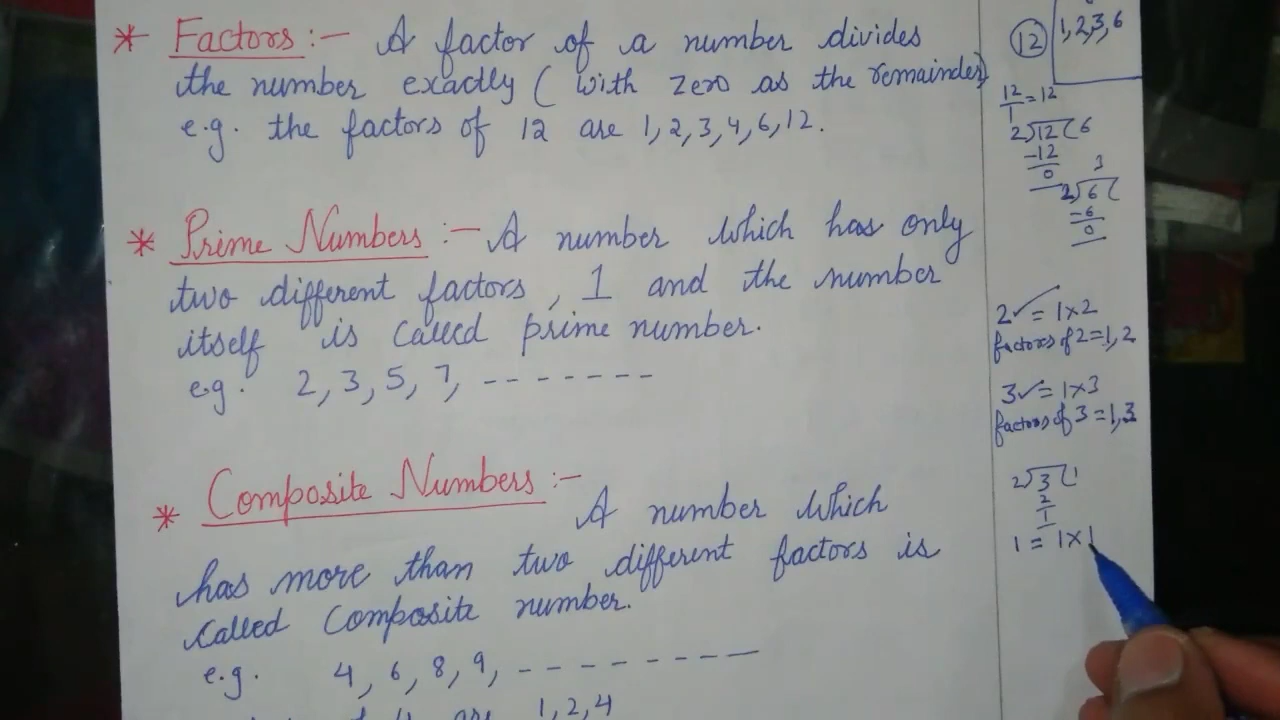 * Factors :- A factor of a number divides
the number exactly ( with zero as the remainder)
e.g. the factors of 12 are 1, 2, 3, 4, 6, 12.
* Prime Numbers :- A number which has only
two different factors, 1 and the number
itself is called prime number.
e.g. 2, 3, 5, 7, -------
* Composite Numbers :-
A number which
has more than two different factors is
called Composite number.
e.g. 4, 6, 8, 9, ---------
are 1, 2, 4
12 1, 2, 3, 6
12/1 = 12
2)12(6
-12
0
3
2)6(
-6
0
2✓ = 1×2
factors of 2 = 1, 2
3✓ = 1×3
factors of 3 = 1, 3
2)3(1
2
1
1 = 1×1